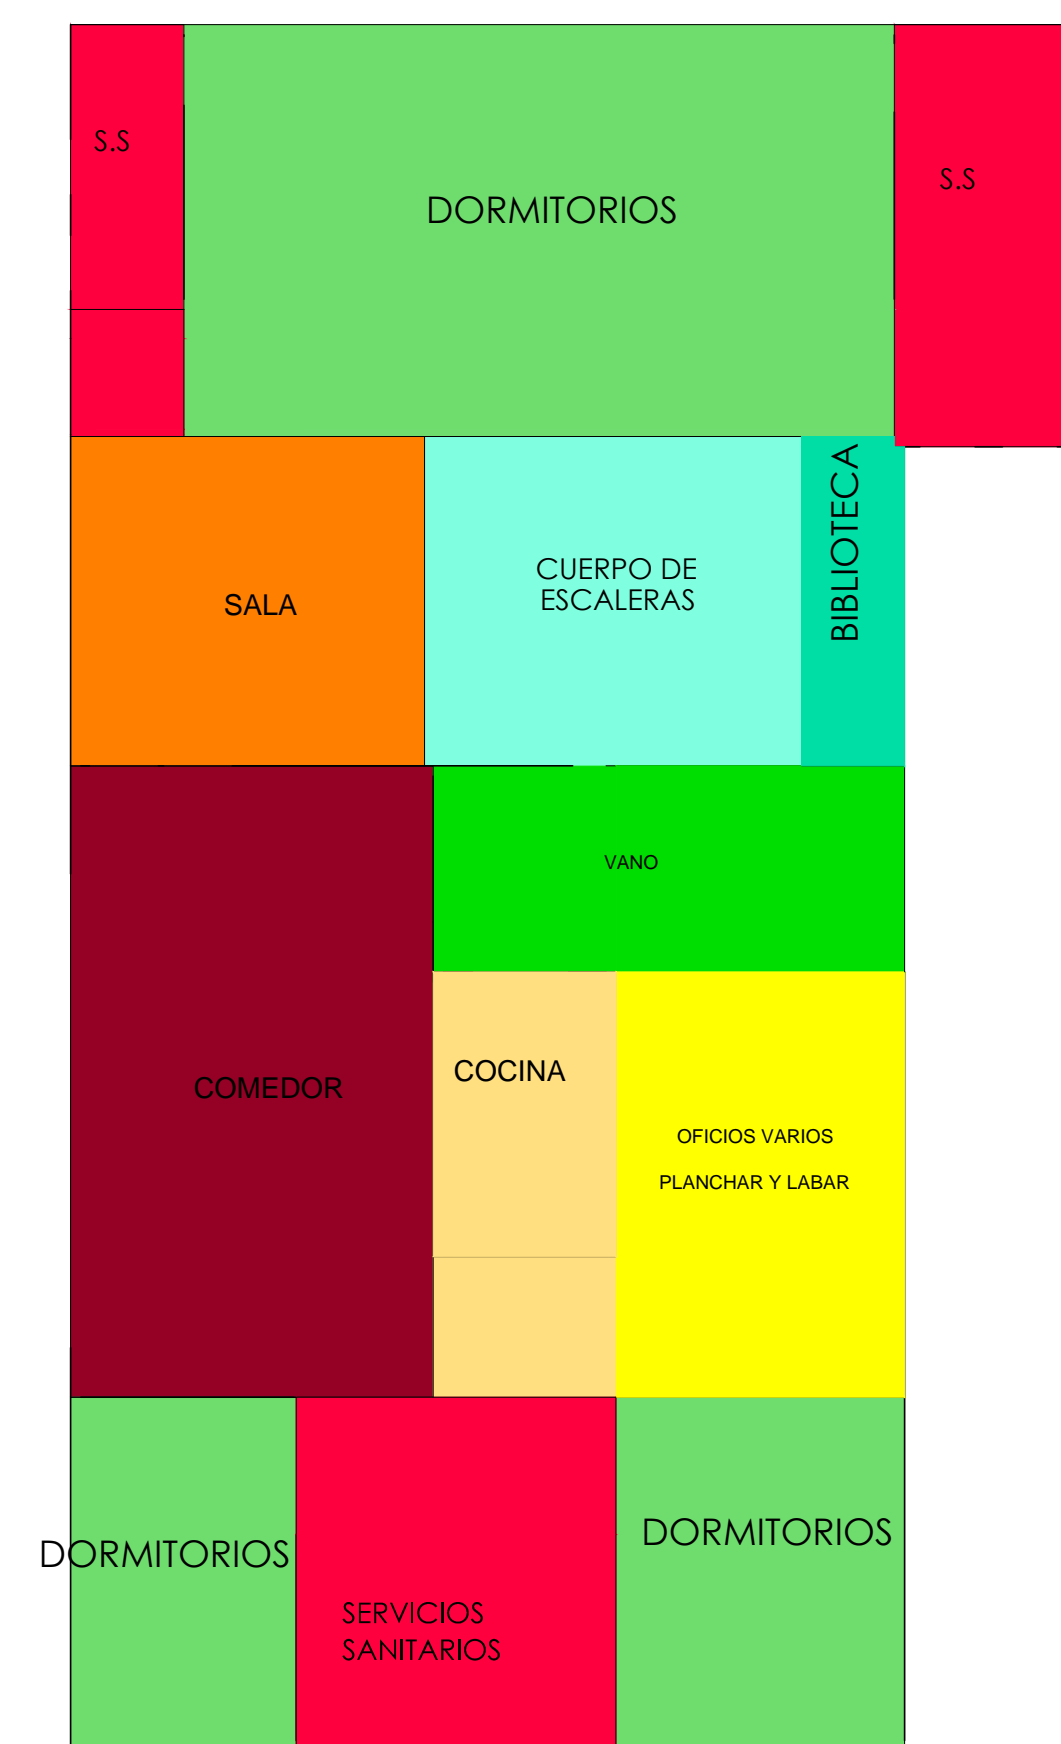 S.S
DORMITORIOS
S.S
SALA
CUERPO DE
ESCALERAS
BIBLIOTECA
VANO
COMEDOR
COCINA
OFICIOS VARIOS
PLANCHAR Y LABAR
DORMITORIOS
SERVICIOS
SANITARIOS
DORMITORIOS